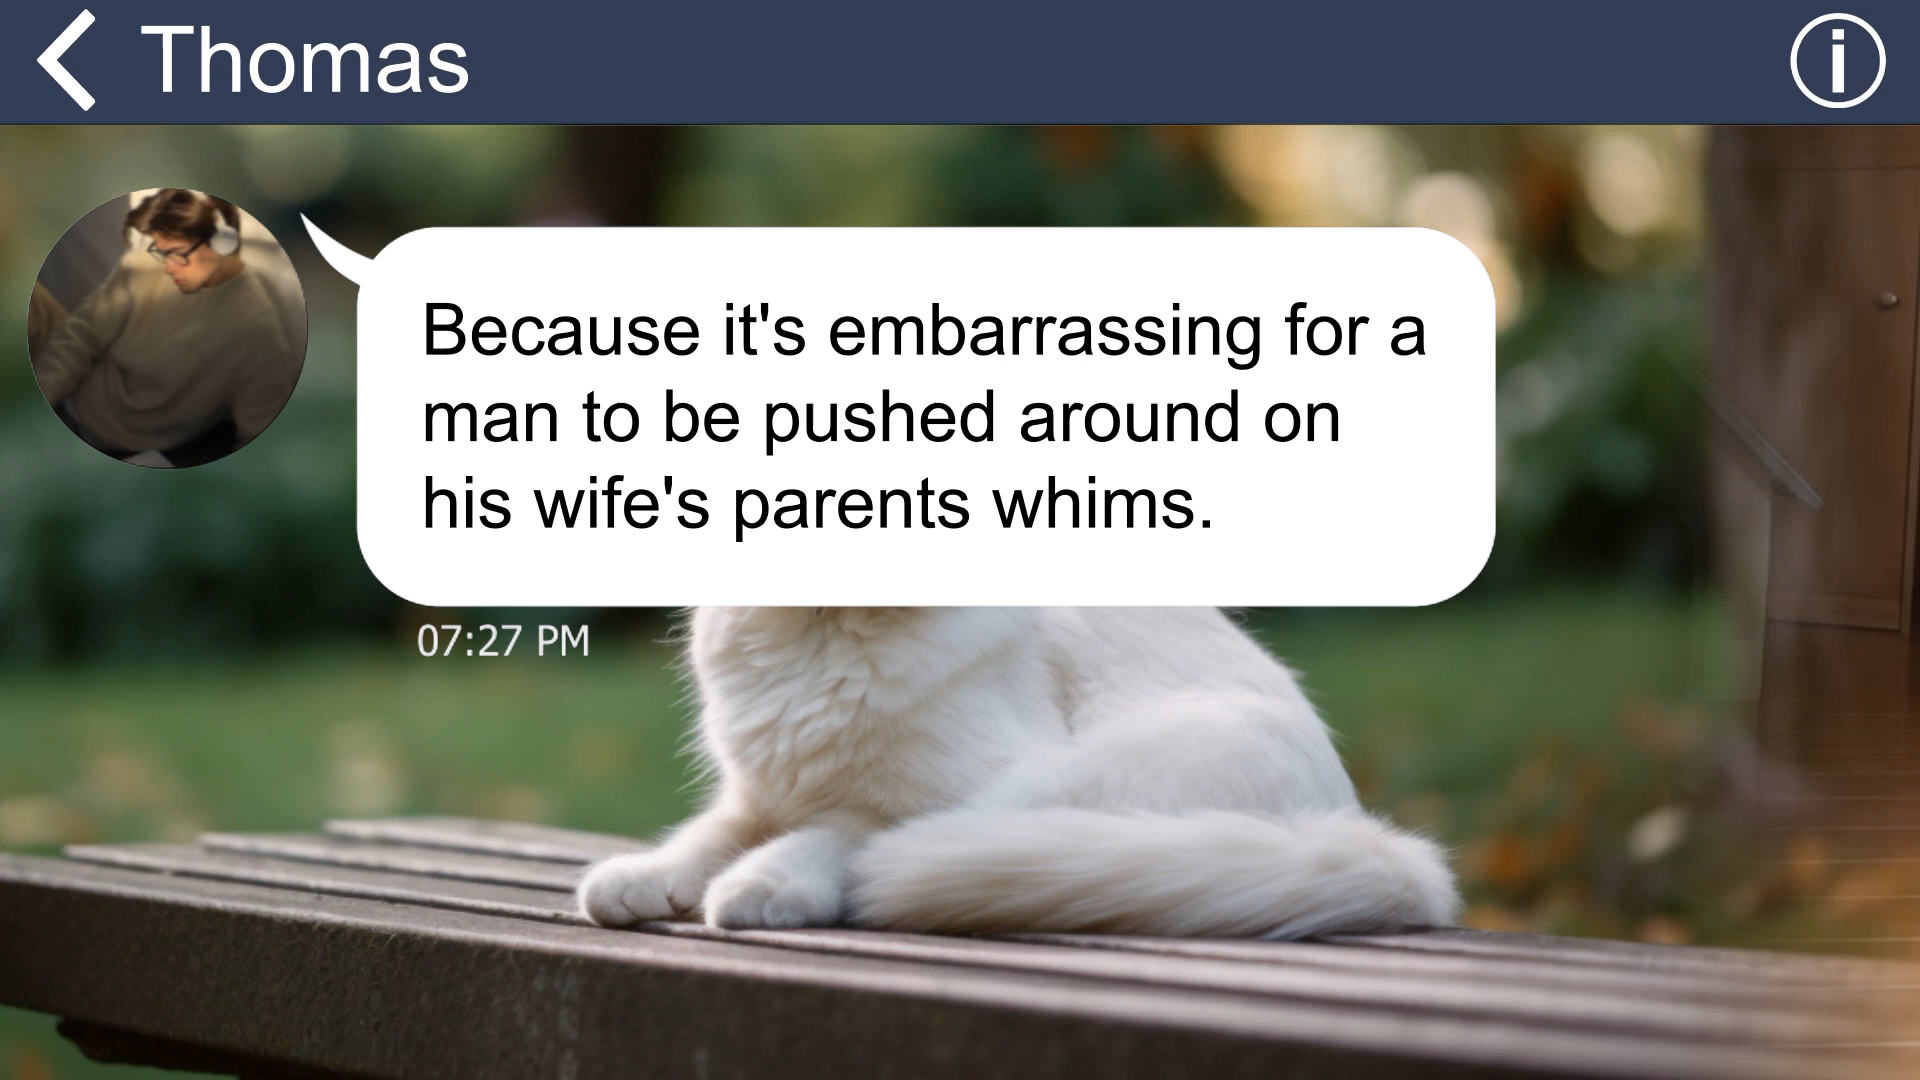 Thomas
Because it's embarrassing for a
man to be pushed around on
his wife's parents whims.
07:27 PM